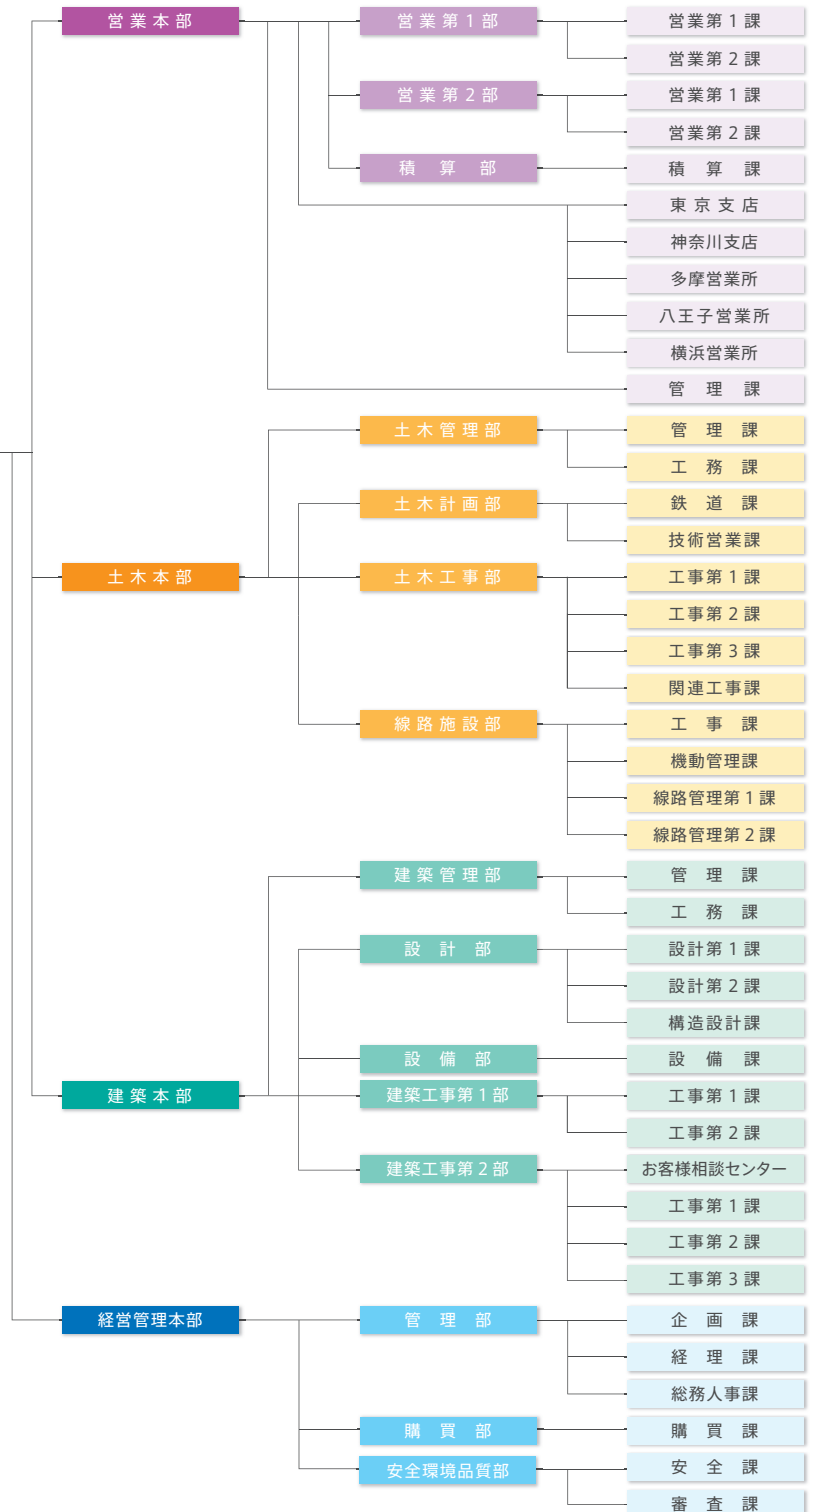 営業本部 営業第1部 営業第1課
営業第2課
営業第2部 営業第1課
営業第2課
積算部 積算課
東京支店
神奈川支店
多摩営業所
八王子営業所
横浜営業所
管理課
土木管理部 管理課
工務課
土木計画部 鉄道課
技術営業課
土木本部 土木工事部 工事第1課
工事第2課
工事第3課
関連工事課
線路施設部 工事課
機動管理課
線路管理第1課
線路管理第2課
建築管理部 管理課
工務課
設計部 設計第1課
設計第2課
構造設計課
設備部 設備課
建築本部 建築工事第1部 工事第1課
工事第2課
建築工事第2部 お客様相談センター
工事第1課
工事第2課
工事第3課
経営管理本部 管理部 企画課
経理課
総務人事課
購買部 購買課
安全環境品質部 安全課
審査課